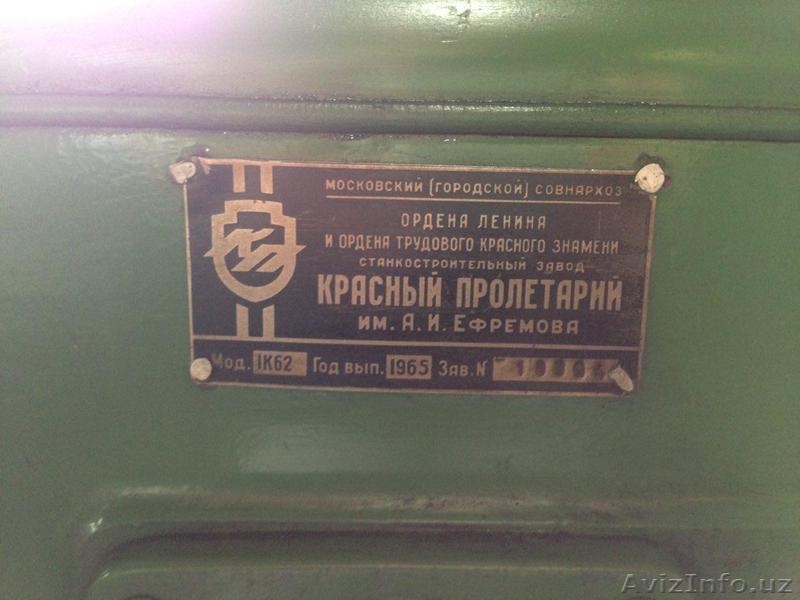 МОСКОВСКИЙ (ГОРОДСКОЙ) СОВНАРХОЗ
ОРДЕНА ЛЕНИНА
И ОРДЕНА ТРУДОВОГО КРАСНОГО ЗНАМЕНИ
СТАНКОСТРОИТЕЛЬНЫЙ ЗАВОД
КРАСНЫЙ ПРОЛЕТАРИЙ
ИМ. А. И. ЕФРЕМОВА
Мод. 1К62 Год вып. 1965 Зав. N
AvizInfo.uz